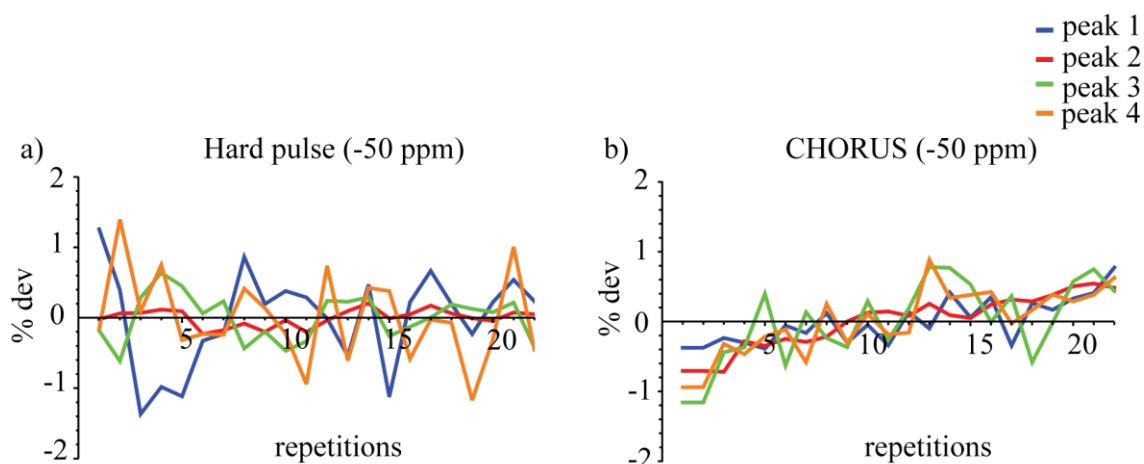 peak 1
peak 2
peak 3
peak 4
a) Hard pulse (-50 ppm)
2
1
0
-1
-2
% dev
5 10 15 20
repetitions
b) CHORUS (-50 ppm)
2
1
0
-1
-2
% dev
5 10 15 20
repetitions